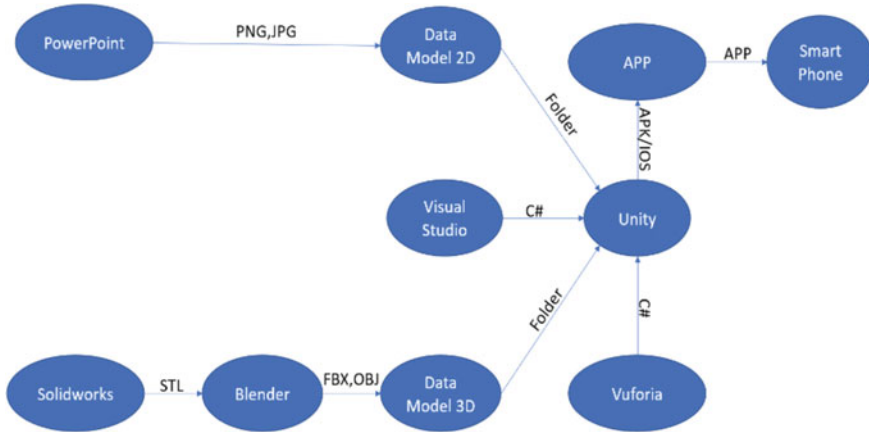 PowerPoint
PNG,JPG
Data
Model 2D
APP
APP
Smart
Phone
Folder
APK/IOS
Visual
Studio
C#
Unity
Folder
C#
Solidworks
STL
Blender
FBX,OBJ
Data
Model 3D
Vuforia